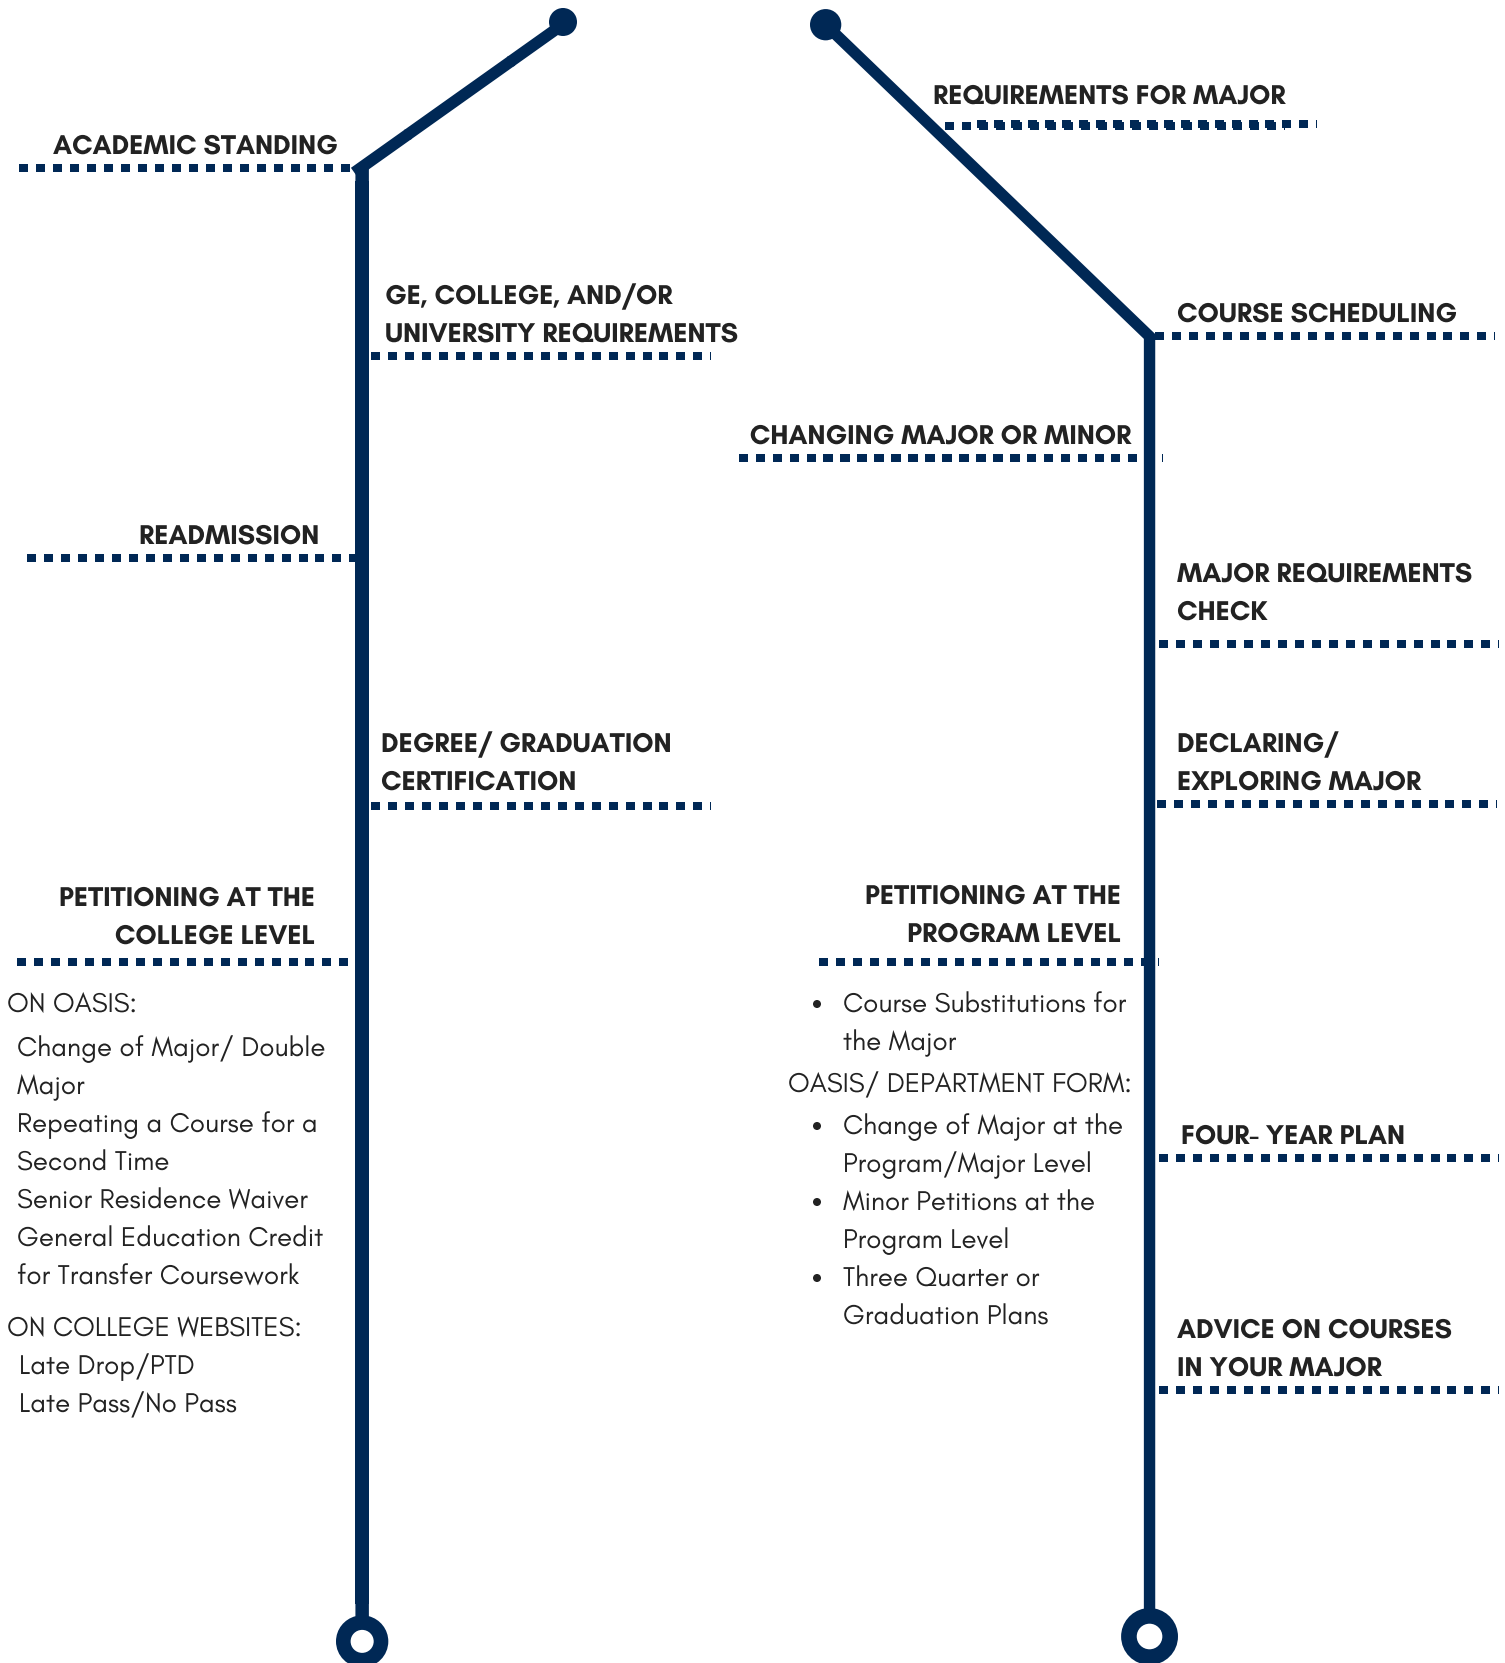 ACADEMIC STANDING
GE, COLLEGE, AND/OR
UNIVERSITY REQUIREMENTS
READMISSION
DEGREE/ GRADUATION
CERTIFICATION
PETITIONING AT THE
COLLEGE LEVEL
ON OASIS:
Change of Major/ Double
Major
Repeating a Course for a
Second Time
Senior Residence Waiver
General Education Credit
for Transfer Coursework
ON COLLEGE WEBSITES:
Late Drop/PTD
Late Pass/No Pass
REQUIREMENTS FOR MAJOR
COURSE SCHEDULING
CHANGING MAJOR OR MINOR
MAJOR REQUIREMENTS
CHECK
DECLARING/
EXPLORING MAJOR
PETITIONING AT THE
PROGRAM LEVEL
• Course Substitutions for
the Major
OASIS/ DEPARTMENT FORM:
• Change of Major at the
Program/Major Level
• Minor Petitions at the
Program Level
• Three Quarter or
Graduation Plans
FOUR- YEAR PLAN
ADVICE ON COURSES
IN YOUR MAJOR